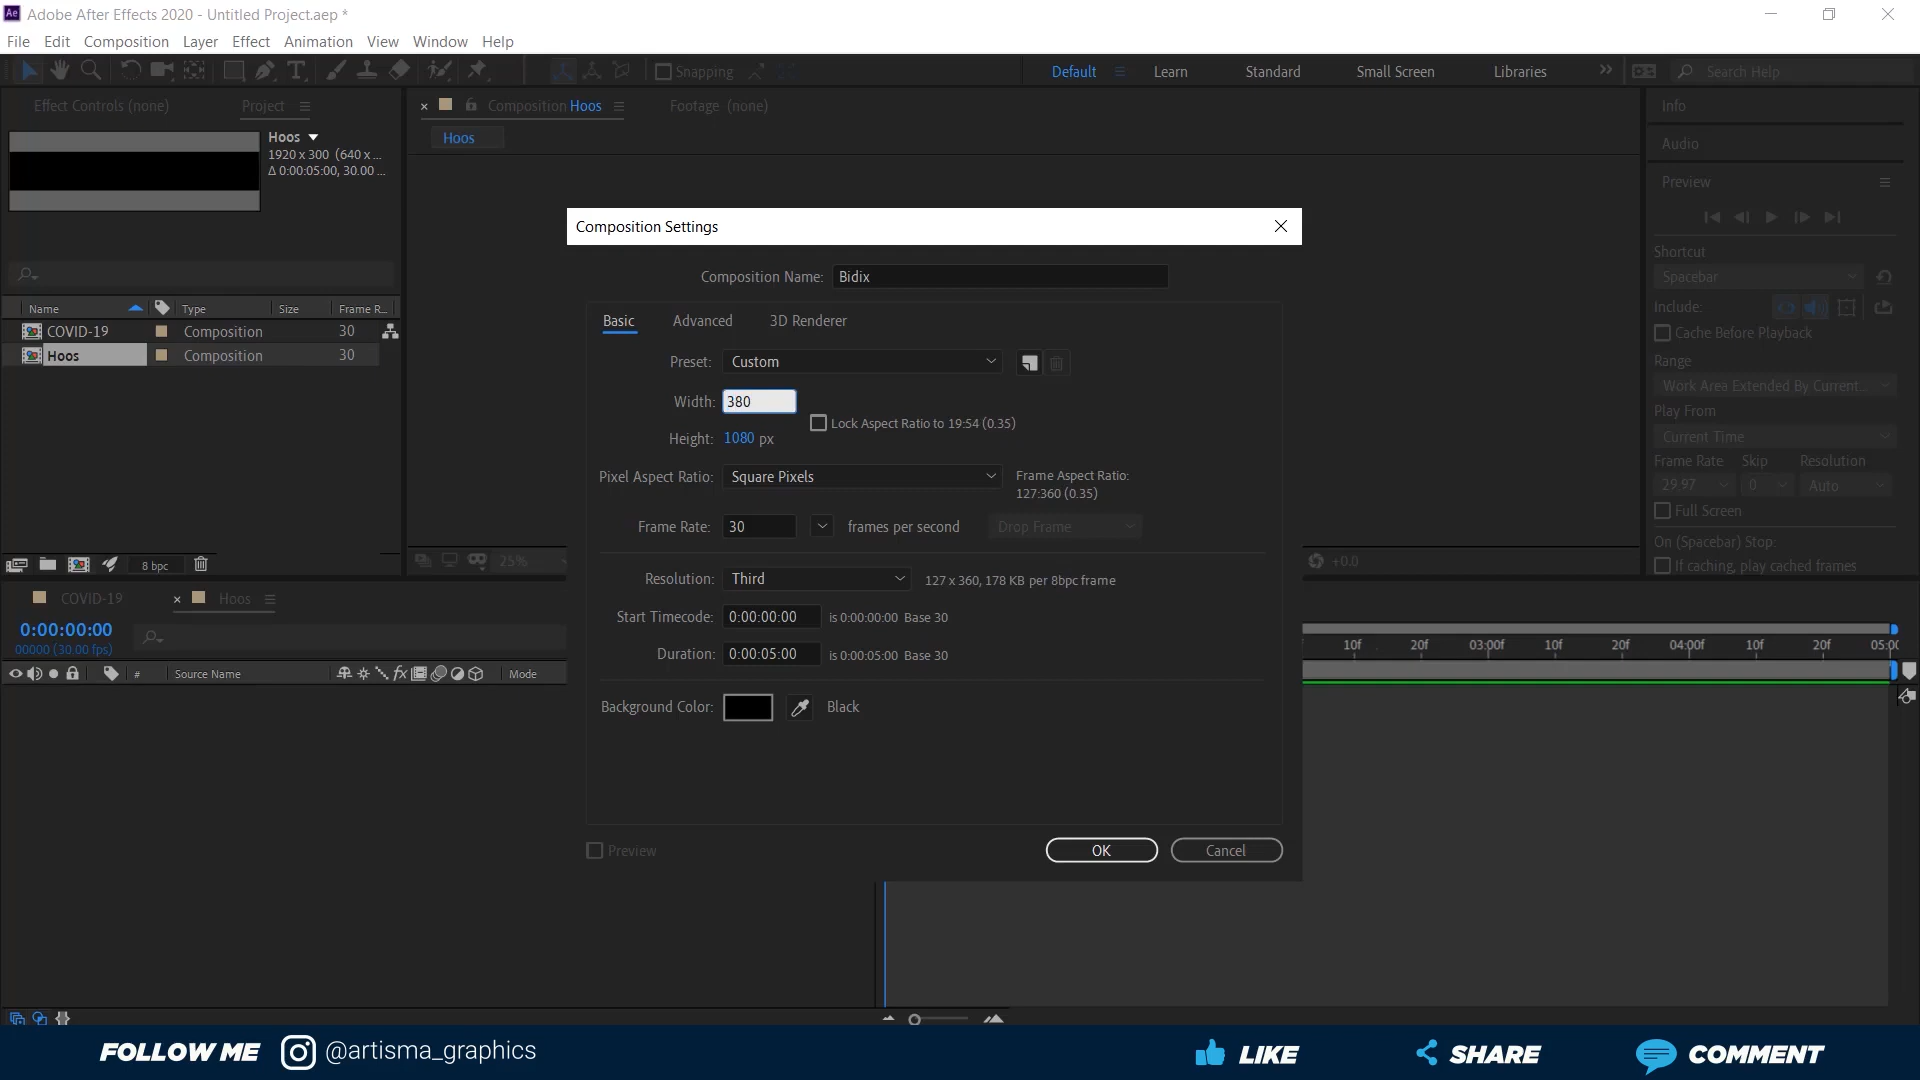 Ae Adobe After Effects 2020 - Untitled Project.aep *
File Edit Composition Layer Effect Animation View Window Help
Snapping Default Learn Standard Small Screen Libraries Search Help
Effect Controls (none) Project Composition Hoos Footage (none) Info
Hoos
1920 x 300 (640 x ...
Δ 0:00:05:00, 30.00 ...
Hoos
Audio
Preview
Composition Settings
Shortcut
Spacebar
Include:
Cache Before Playback
Range
Work Area Extended By Current...
Play From
Current Time
Frame Rate Skip Resolution
29.97 0 Auto
Full Screen
On (Spacebar) Stop:
If caching, play cached frames
Composition Name: Bidix
Basic Advanced 3D Renderer
Preset: Custom
Width: 380
Lock Aspect Ratio to 19:54 (0.35)
Height: 1080 px
Pixel Aspect Ratio: Square Pixels
Frame Aspect Ratio:
127:360 (0.35)
Frame Rate: 30 frames per second Drop Frame
Resolution: Third 127 x 360, 178 KB per 8bpc frame
Start Timecode: 0:00:00:00 is 0:00:00:00 Base 30
Duration: 0:00:05:00 is 0:00:05:00 Base 30
Background Color: Black
Preview OK Cancel
Name Type Size Frame R...
COVID-19 Composition 30
Hoos Composition 30
8 bpc
25%
+0.0
COVID-19 Hoos
0:00:00:00
00000 (30.00 fps)
# Source Name fx Mode
10f 20f 03:00f 10f 20f 04:00f 10f 20f 05:00
FOLLOW ME @artisma_graphics LIKE SHARE COMMENT